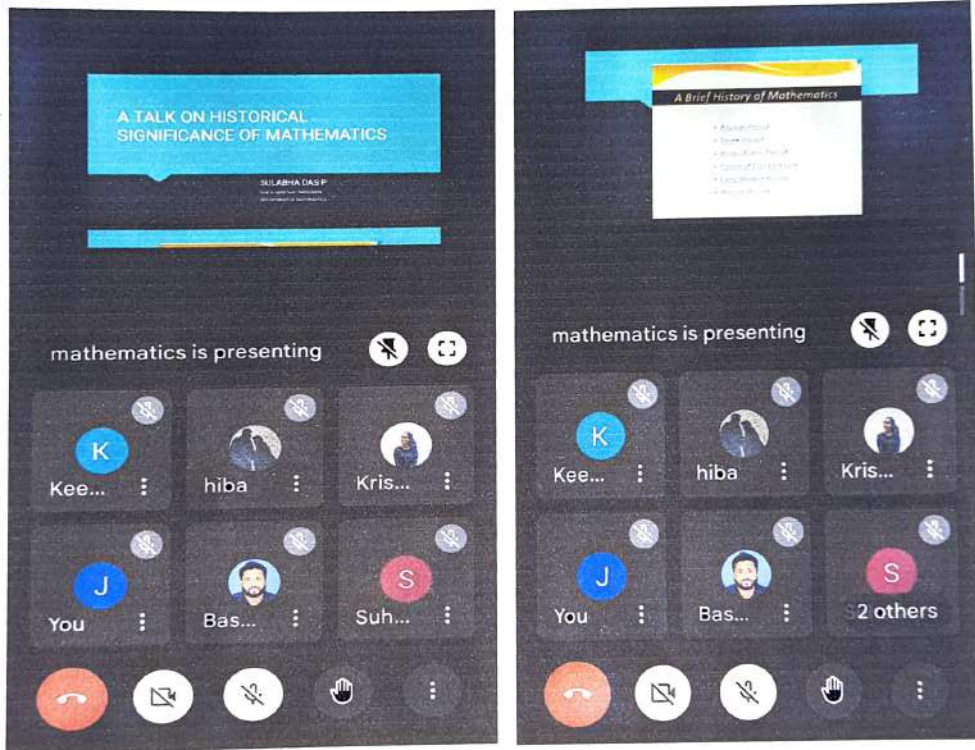 A TALK ON HISTORICAL
SIGNIFICANCE OF MATHEMATICS
SULABHA DAS P
mathematics is presenting
K
Kee...
hiba
Kris...
J
You
Bas...
S
Suh...
A Brief History of Mathematics
mathematics is presenting
K
Kee...
hiba
Kris...
J
You
Bas...
S
2 others